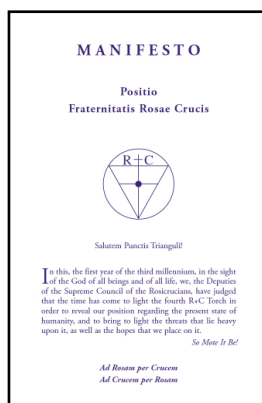 MANIFESTO
Positio
Fraternitatis Rosae Crucis
R+C
Salutem Punctis Trianguli!
In this, the first year of the third millennium, in the sight
of the God of all beings and of all life, we, the Deputies
of the Supreme Council of the Rosicrucians, have judged
that the time has come to light the fourth R+C Torch in
order to reveal our position regarding the present state of
humanity, and to bring to light the threats that lie heavy
upon it, as well as the hopes that we place on it.
So Mote It Be!
Ad Rosam per Crucem
Ad Crucem per Rosam